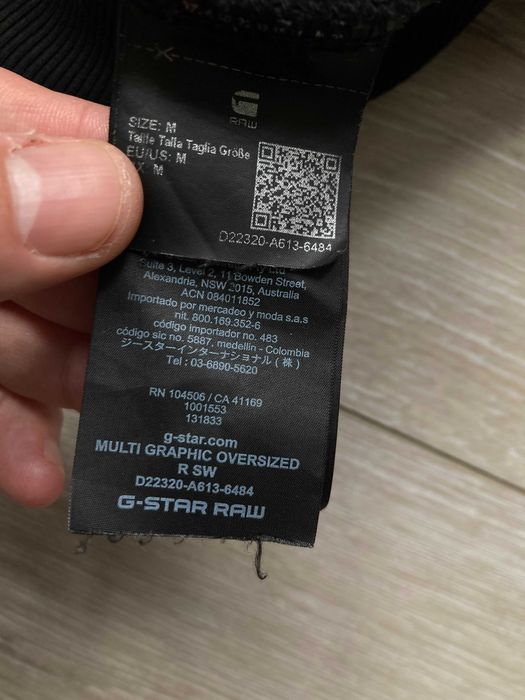 RAW
SIZE: M
Taille Talla Taglia Größe
EU/US: M
M
D22320-A613-6484
Suite 3, Level 2, 11 Bowden Street,
Alexandria, NSW 2015, Australia
ACN 084011852
Importado por mercadeo y moda s.a.s
nit. 800.169.352-6
código importador no. 483
código sic no. 5887, medellin - Colombia
ジースターインターナショナル (株)
Tel : 03-6890-5620
RN 104506 / CA 41169
1001553
131833
g-star.com
MULTI GRAPHIC OVERSIZED
R SW
D22320-A613-6484
G-STAR RAW